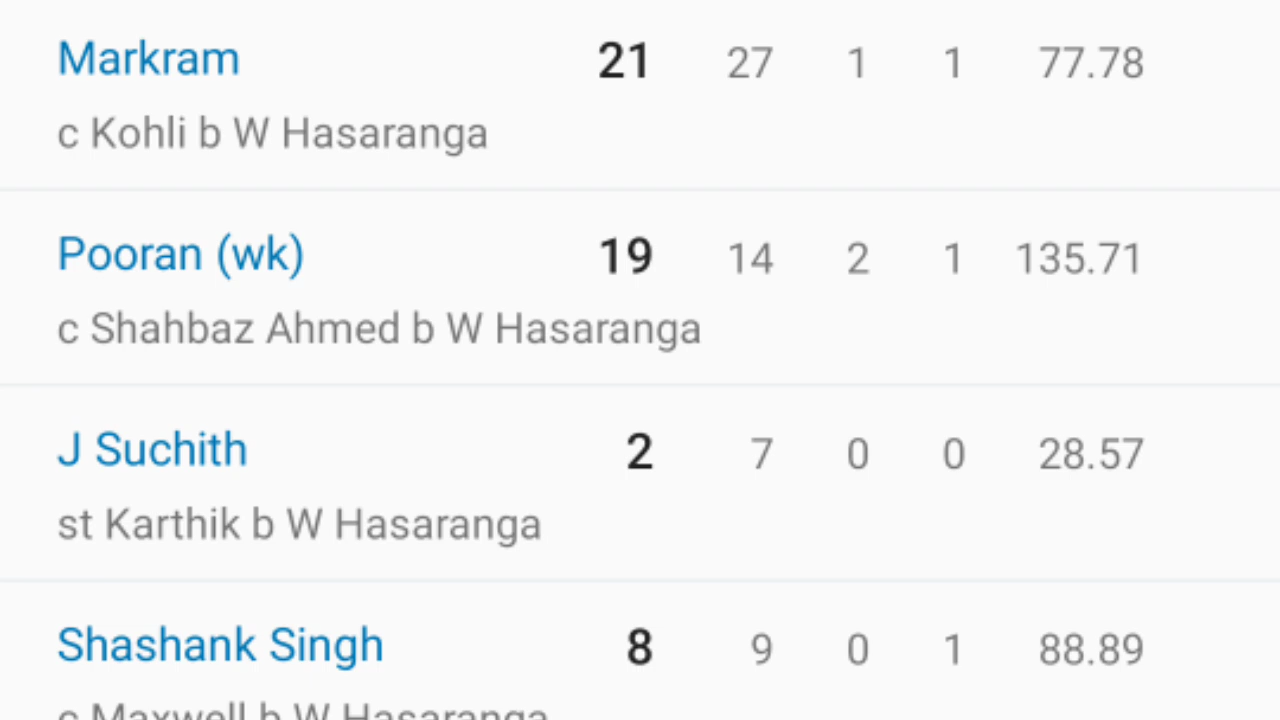 Markram 21 27 1 1 77.78
c Kohli b W Hasaranga
Pooran (wk) 19 14 2 1 135.71
c Shahbaz Ahmed b W Hasaranga
J Suchith 2 7 0 0 28.57
st Karthik b W Hasaranga
Shashank Singh 8 9 0 1 88.89
c Maxwell b W Hasaranga